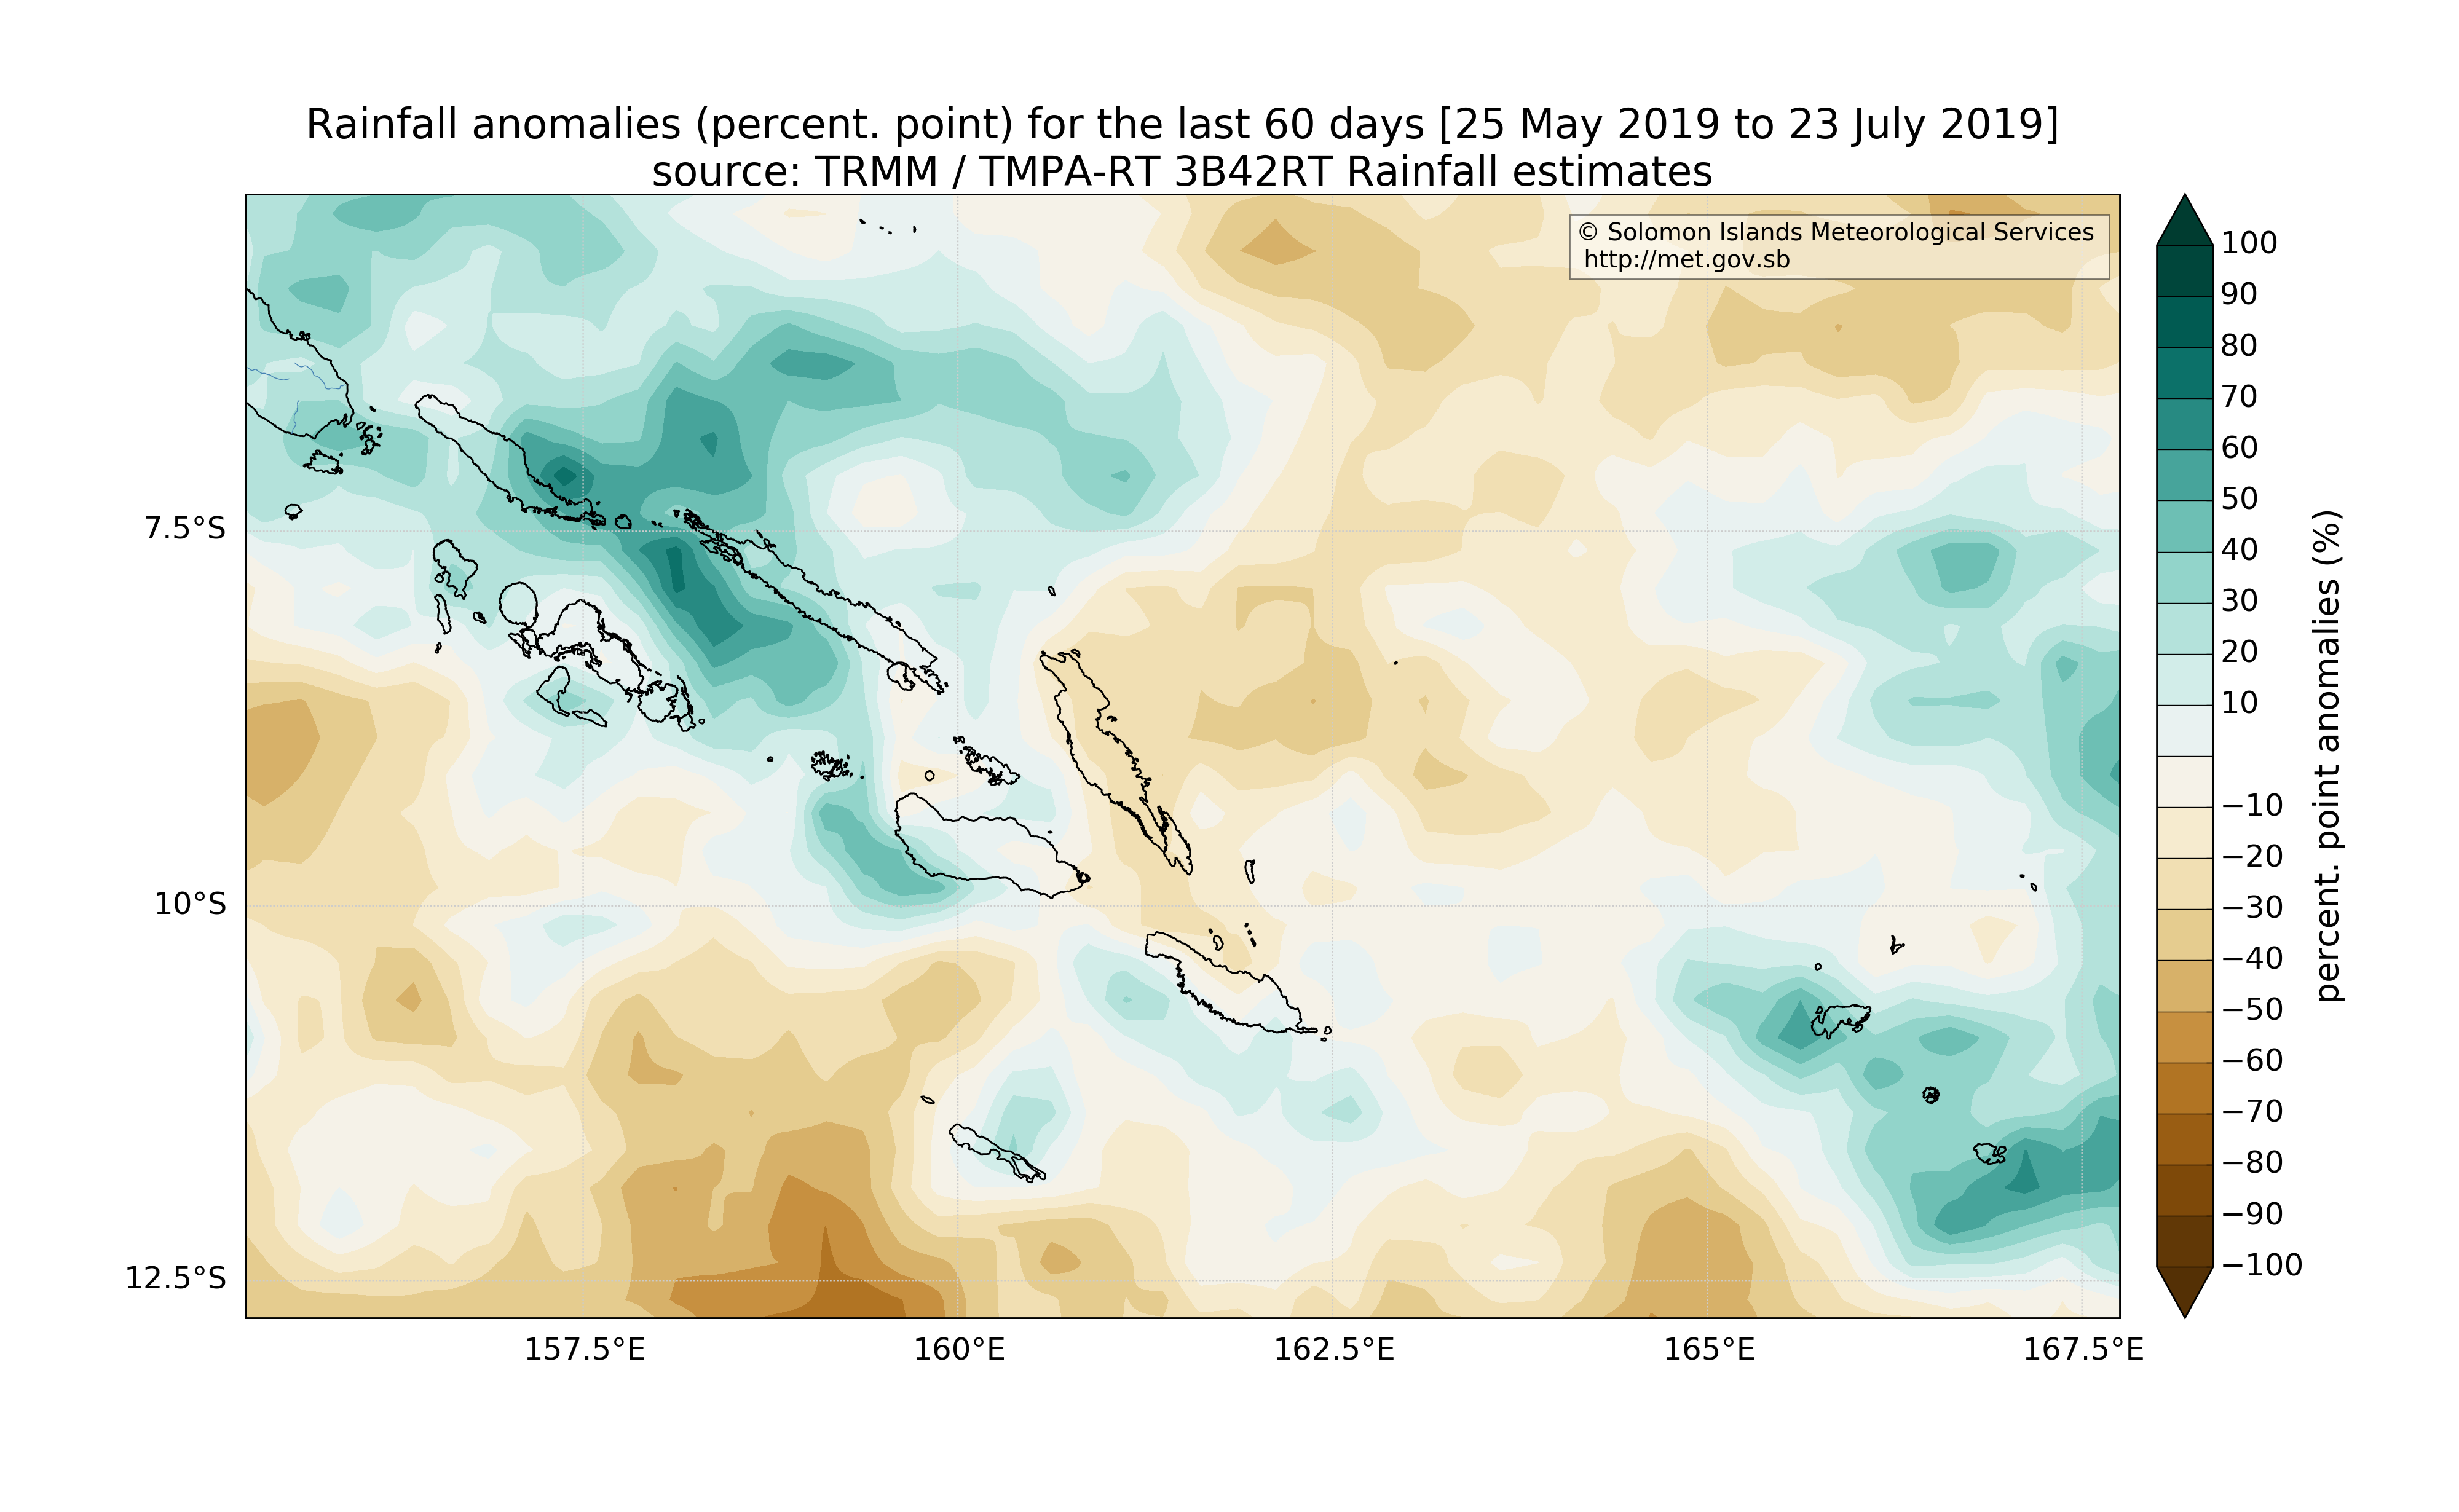 Rainfall anomalies (percent. point) for the last 60 days [25 May 2019 to 23 July 2019]
source: TRMM / TMPA-RT 3B42RT Rainfall estimates
© Solomon Islands Meteorological Services
http://met.gov.sb
7.5°S
10°S
12.5°S
157.5°E
160°E
162.5°E
165°E
167.5°E
100
90
80
70
60
50
40
30
20
10
−10
−20
−30
−40
−50
−60
−70
−80
−90
−100
percent. point anomalies (%)